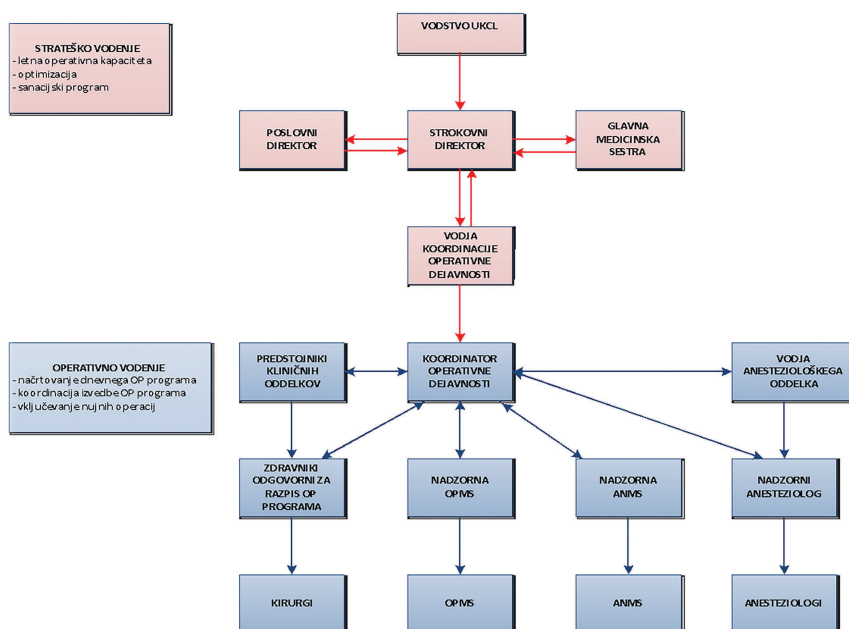 VODSTVO UKCL
STRATEŠKO VODENJE
- letna operativna kapaciteta
- optimizacija
- sanacijski program
POSLOVNI
DIREKTOR
STROKOVNI
DIREKTOR
GLAVNA
MEDICINSKA
SESTRA
VODJA
KOORDINACIJE
OPERATIVNE
DEJAVNOSTI
OPERATIVNO VODENJE
- načrtovanje dnevnega OP programa
- koordinacija izvedbe OP programa
- vključevanje nujnih operacij
PREDSTOJNIKI
KLINIČNIH
ODDELKOV
KOORDINATOR
OPERATIVNE
DEJAVNOSTI
VODJA
ANESTEZIOLOŠKEGA
ODDELKA
ZDRAVNIKI
ODGOVORNI ZA
RAZPIS OP
PROGRAMA
NADZORNA
OPMS
NADZORNA
ANMS
NADZORNI
ANESTEZIOLOG
KIRURGI
OPMS
ANMS
ANESTEZIOLOGI